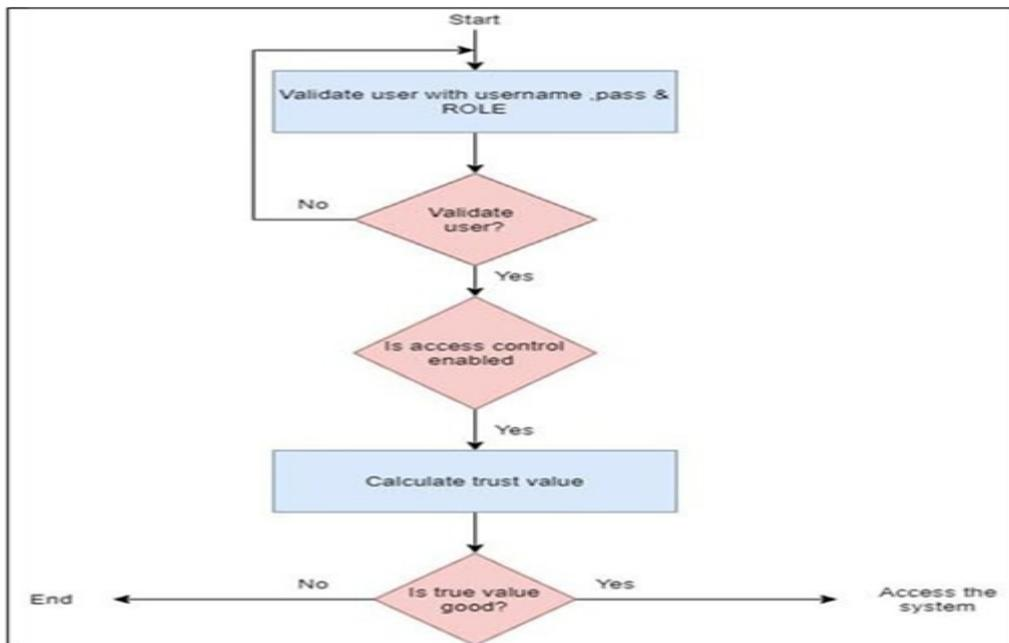 Start
Validate user with username ,pass &
ROLE
No
Validate
user?
Yes
Is access control
enabled
Yes
Calculate trust value
End
No
Is true value
good?
Yes
Access the
system